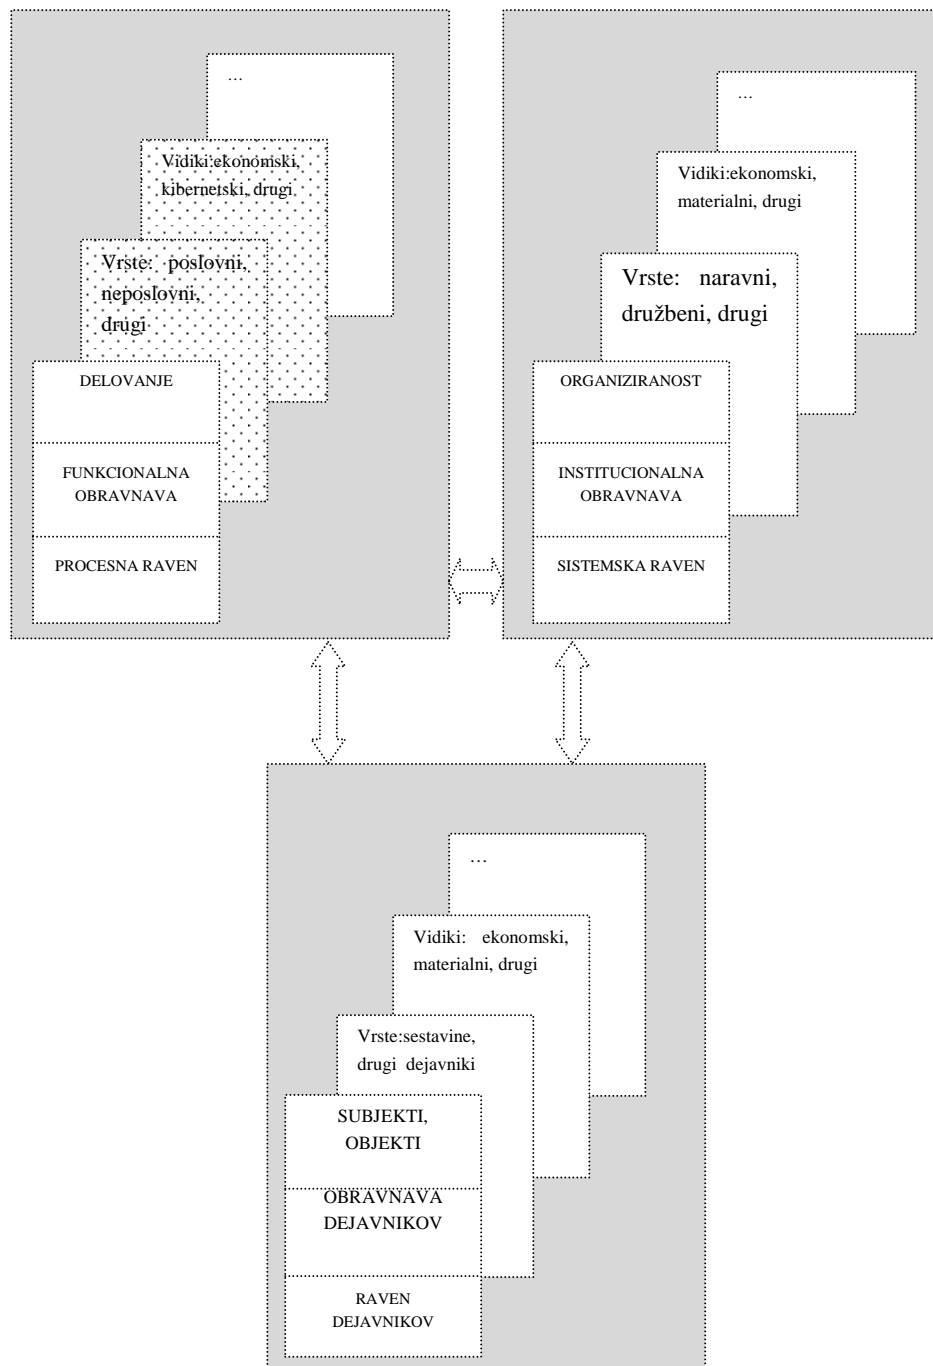 …
Vidiki:ekonomski,
kibernetski, drugi
Vrste: poslovni,
neposlovni,
drugi
DELOVANJE
FUNKCIONALNA
OBRAVNAVA
PROCESNA RAVEN
…
Vidiki:ekonomski,
materialni, drugi
Vrste: naravni,
družbeni, drugi
ORGANIZIRANOST
INSTITUCIONALNA
OBRAVNAVA
SISTEMSKA RAVEN
…
Vidiki: ekonomski,
materialni, drugi
Vrste:sestavine,
drugi dejavniki
SUBJEKTI,
OBJEKTI
OBRAVNAVA
DEJAVNIKOV
RAVEN
DEJAVNIKOV